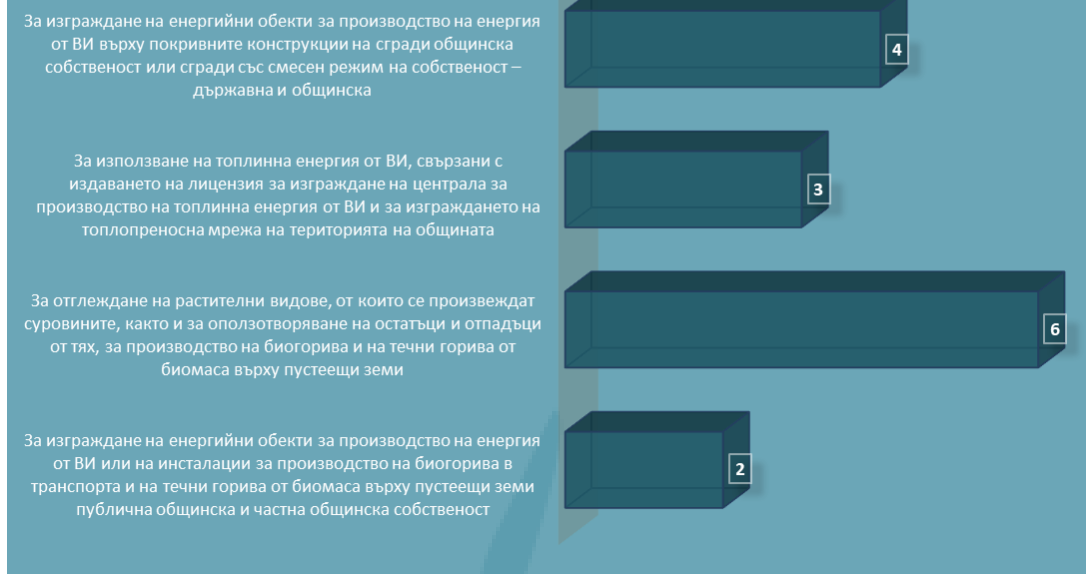 За изграждане на енергийни обекти за производство на енергия
от ВИ върху покривните конструкции на сгради общинска
собственост или сгради със смесен режим на собственост –
държавна и общинска
4
За използване на топлинна енергия от ВИ, свързани с
издаването на лицензия за изграждане на централа за
производство на топлинна енергия от ВИ и за изграждането на
топлопреносна мрежа на територията на общината
3
За отглеждане на растителни видове, от които се произвеждат
суровините, както и за оползотворяване на остатъци и отпадъци
от тях, за производство на биогорива и на течни горива от
биомаса върху пустеещи земи
6
За изграждане на енергийни обекти за производство на енергия
от ВИ или на инсталации за производство на биогорива в
транспорта и на течни горива от биомаса върху пустеещи земи
публична общинска и частна общинска собственост
2